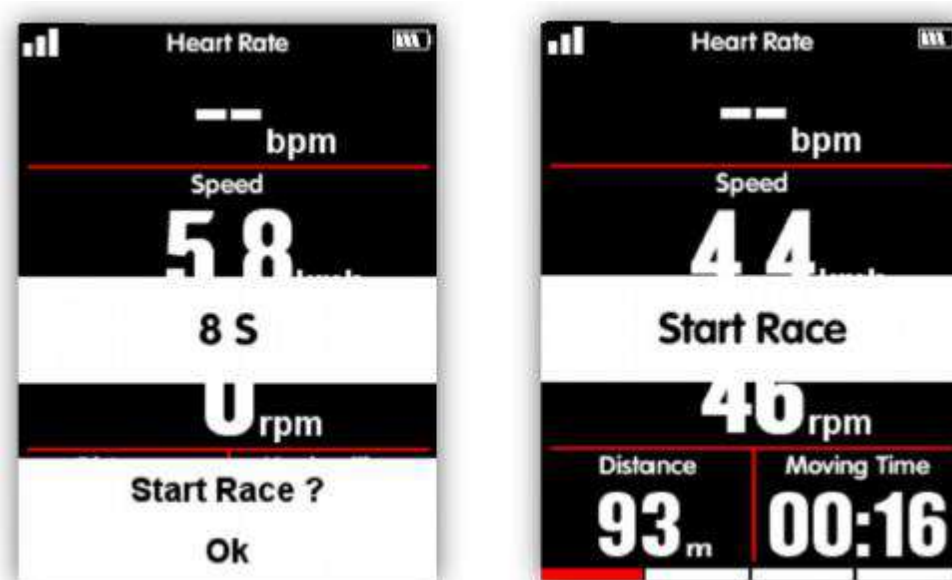 Heart Rate
-- bpm
Speed
5.8
8 S
0 rpm
Start Race ?
Ok
Heart Rate
-- bpm
Speed
4.4
Start Race
46 rpm
Distance
Moving Time
93 m
00:16